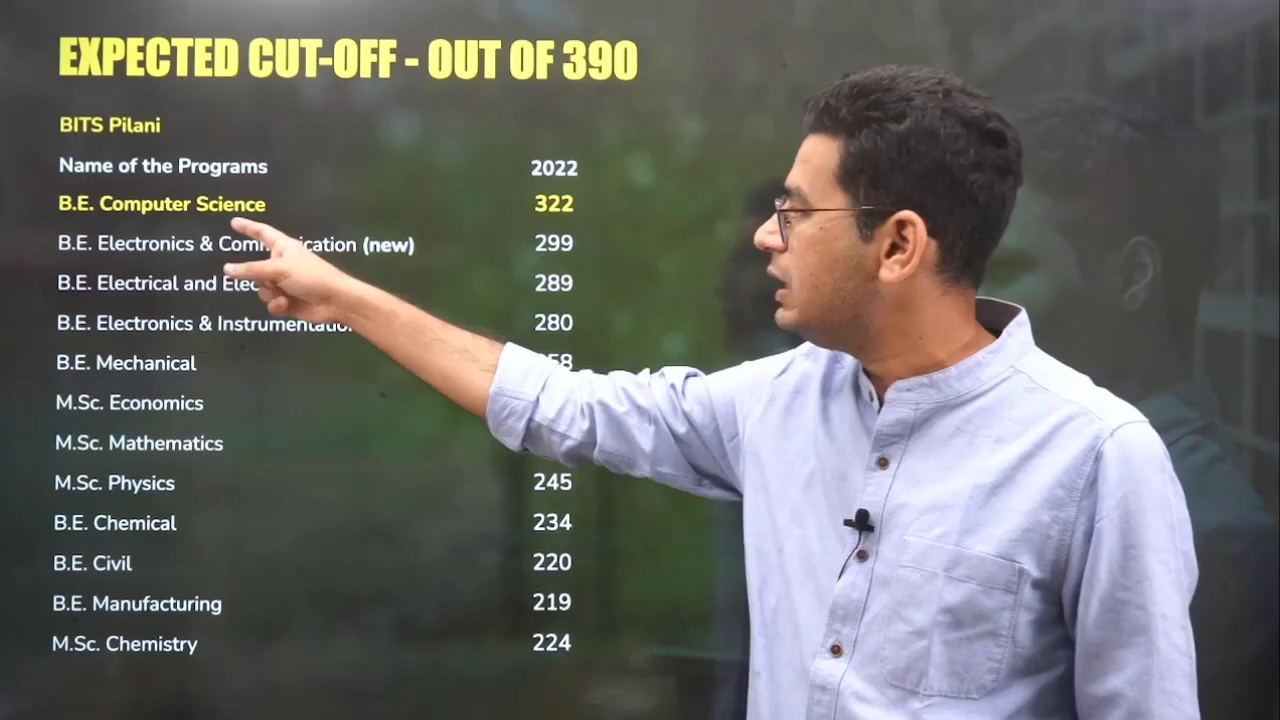 EXPECTED CUT-OFF - OUT OF 390
BITS Pilani
Name of the Programs 2022
B.E. Computer Science 322
B.E. Electronics & (new) 299
B.E. Electrical and 289
B.E. Electronics & 280
B.E. Mechanical
M.Sc. Economics
M.Sc. Mathematics
M.Sc. Physics 245
B.E. Chemical 234
B.E. Civil 220
B.E. Manufacturing 219
M.Sc. Chemistry 224